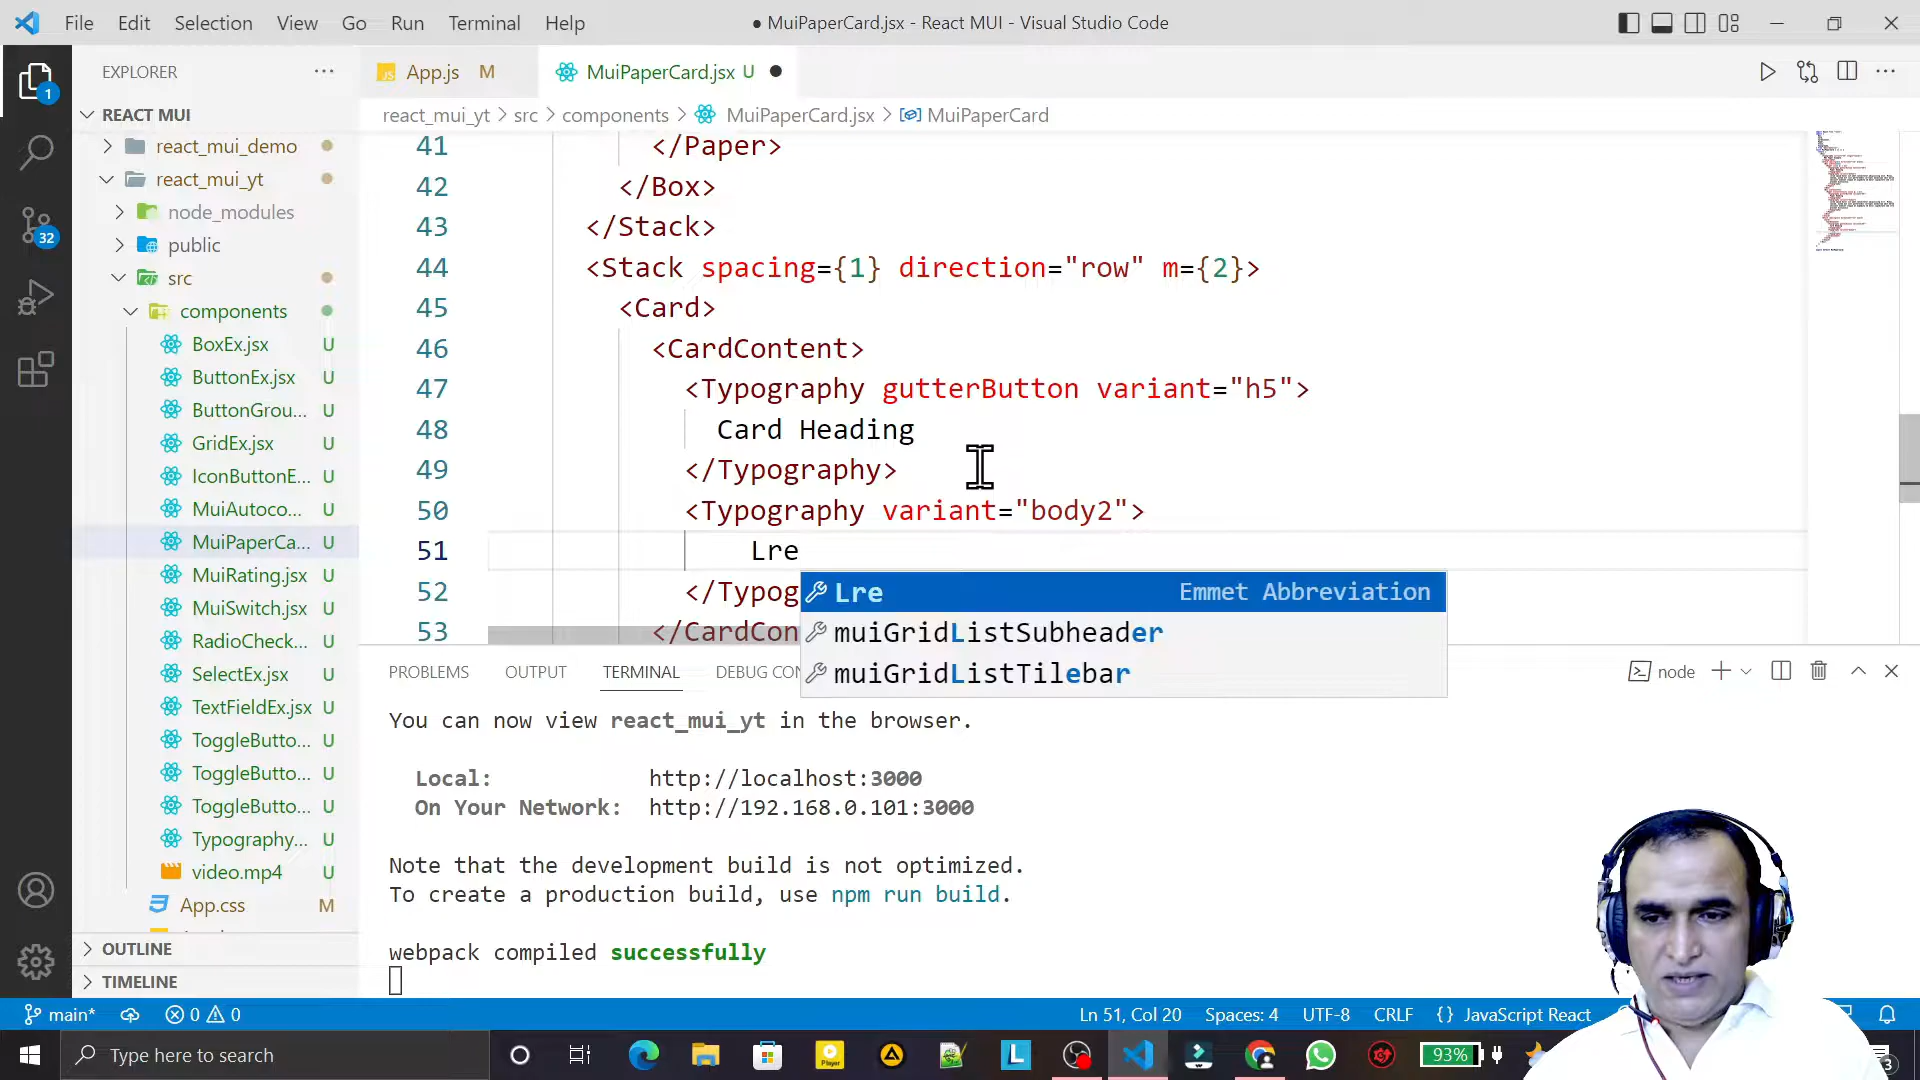 File Edit Selection View Go Run Terminal Help
● MuiPaperCard.jsx - React MUI - Visual Studio Code
EXPLORER
App.js M
MuiPaperCard.jsx U
REACT MUI
react_mui_yt > src > components > MuiPaperCard.jsx > MuiPaperCard
react_mui_demo
react_mui_yt
node_modules
public
src
components
BoxEx.jsx U
ButtonEx.jsx U
ButtonGrou... U
GridEx.jsx U
IconButtonE... U
MuiAutoco... U
MuiPaperCa... U
MuiRating.jsx U
MuiSwitch.jsx U
RadioCheck... U
SelectEx.jsx U
TextFieldEx.jsx U
ToggleButto... U
ToggleButto... U
ToggleButto... U
Typography... U
video.mp4 U
App.css M
OUTLINE
TIMELINE
1
32
41 </Paper>
42 </Box>
43 </Stack>
44 <Stack spacing={1} direction="row" m={2}>
45 <Card>
46 <CardContent>
47 <Typography gutterButton variant="h5">
48 Card Heading
49 </Typography>
50 <Typography variant="body2">
51 Lre
52 </Typog
53 </CardCon
Lre Emmet Abbreviation
muiGridListSubheader
muiGridListTilebar
PROBLEMS OUTPUT TERMINAL DEBUG CON
node
You can now view react_mui_yt in the browser.
Local: http://localhost:3000
On Your Network: http://192.168.0.101:3000
Note that the development build is not optimized.
To create a production build, use npm run build.
webpack compiled successfully
main* 0 0
Ln 51, Col 20 Spaces: 4 UTF-8 CRLF {} JavaScript React
Type here to search
Player
L
93%
3